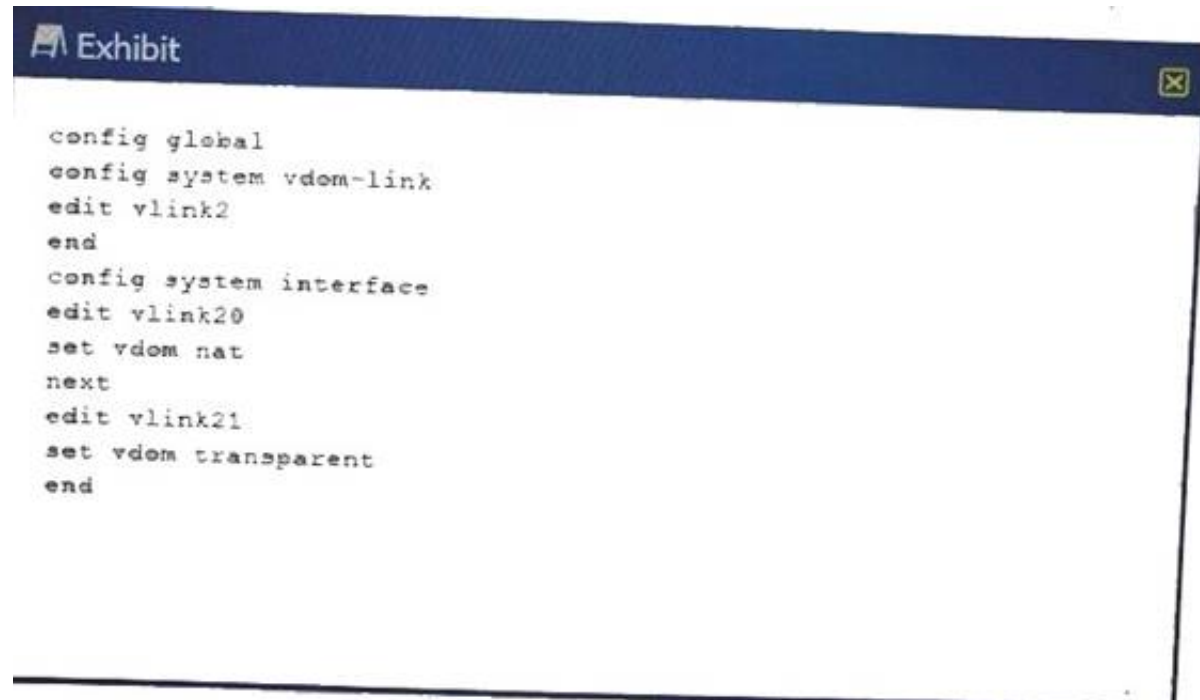 Exhibit
config global
config system vdom-link
edit vlink2
end
config system interface
edit vlink20
set vdom nat
next
edit vlink21
set vdom transparent
end